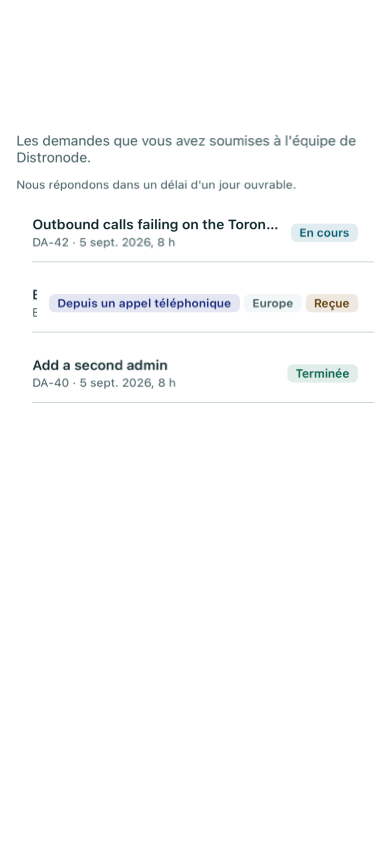 Les demandes que vous avez soumises à l'équipe de
Distronode.
Nous répondons dans un délai d'un jour ouvrable.
Outbound calls failing on the Toron...
En cours
DA-42 · 5 sept. 2026, 8 h
Depuis un appel téléphonique Europe Reçue
Add a second admin
Terminée
DA-40 · 5 sept. 2026, 8 h